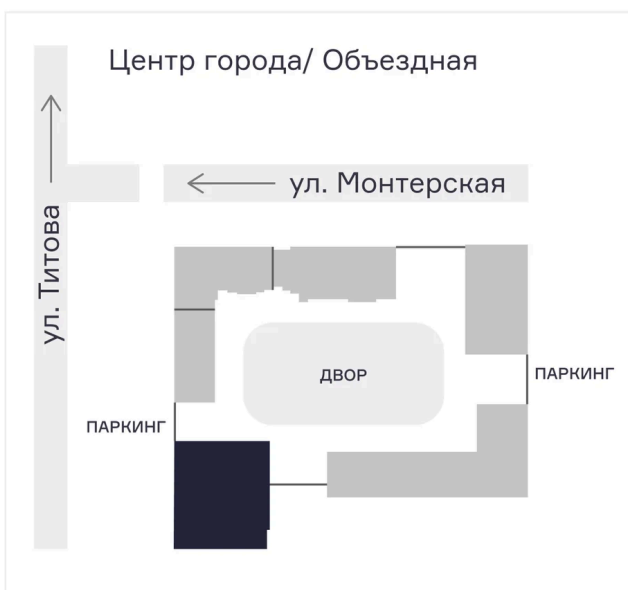 Центр города/ Объездная
ул. Монтерская
ул. Титова
ДВОР
ПАРКИНГ
ПАРКИНГ